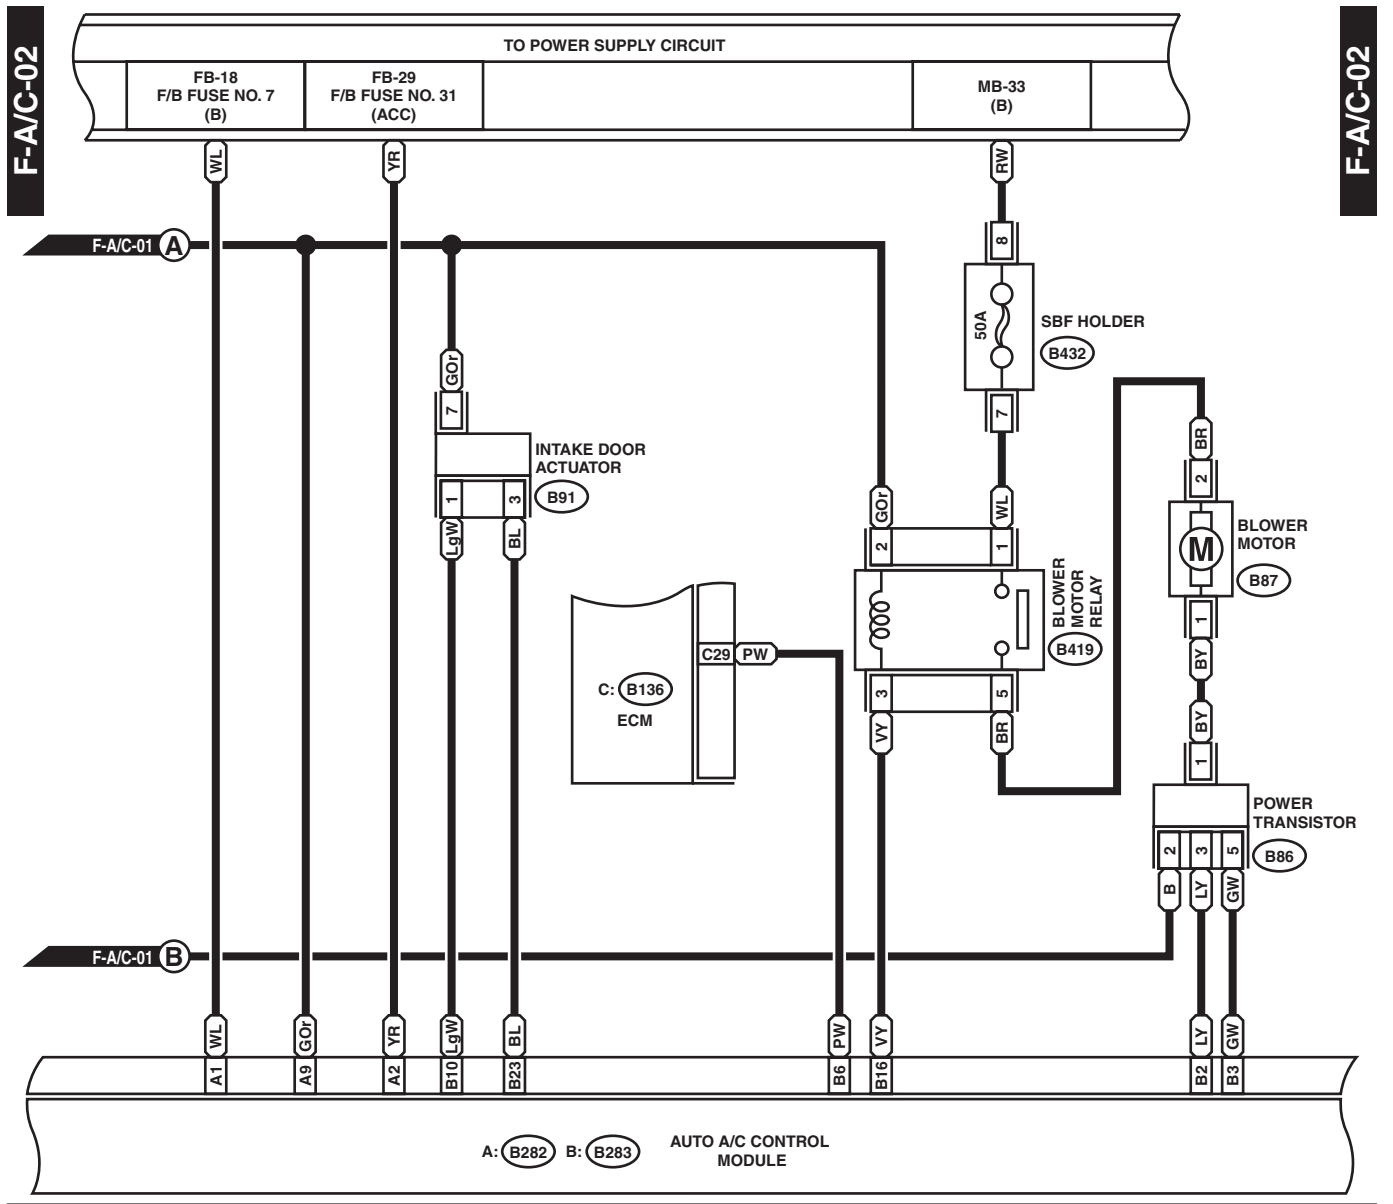 F-A/C-02
F-A/C-02
TO POWER SUPPLY CIRCUIT
FB-18
F/B FUSE NO. 7
(B)
FB-29
F/B FUSE NO. 31
(ACC)
MB-33
(B)
WL
YR
RW
F-A/C-01 A
8
50A
SBF HOLDER
B432
7
GOr
7
INTAKE DOOR
ACTUATOR
B91
1
3
LgW
BL
GOr
WL
2
1
BLOWER
MOTOR
RELAY
B419
3
5
VY
BR
BR
2
M
BLOWER
MOTOR
B87
1
BY
BY
1
POWER
TRANSISTOR
B86
2
3
5
B
LY
GW
C29
PW
C: B136
ECM
F-A/C-01 B
WL
GOr
YR
LgW
BL
PW
VY
LY
GW
A1
A9
A2
B10
B23
B6
B16
B2
B3
A: B282 B: B283
AUTO A/C CONTROL
MODULE